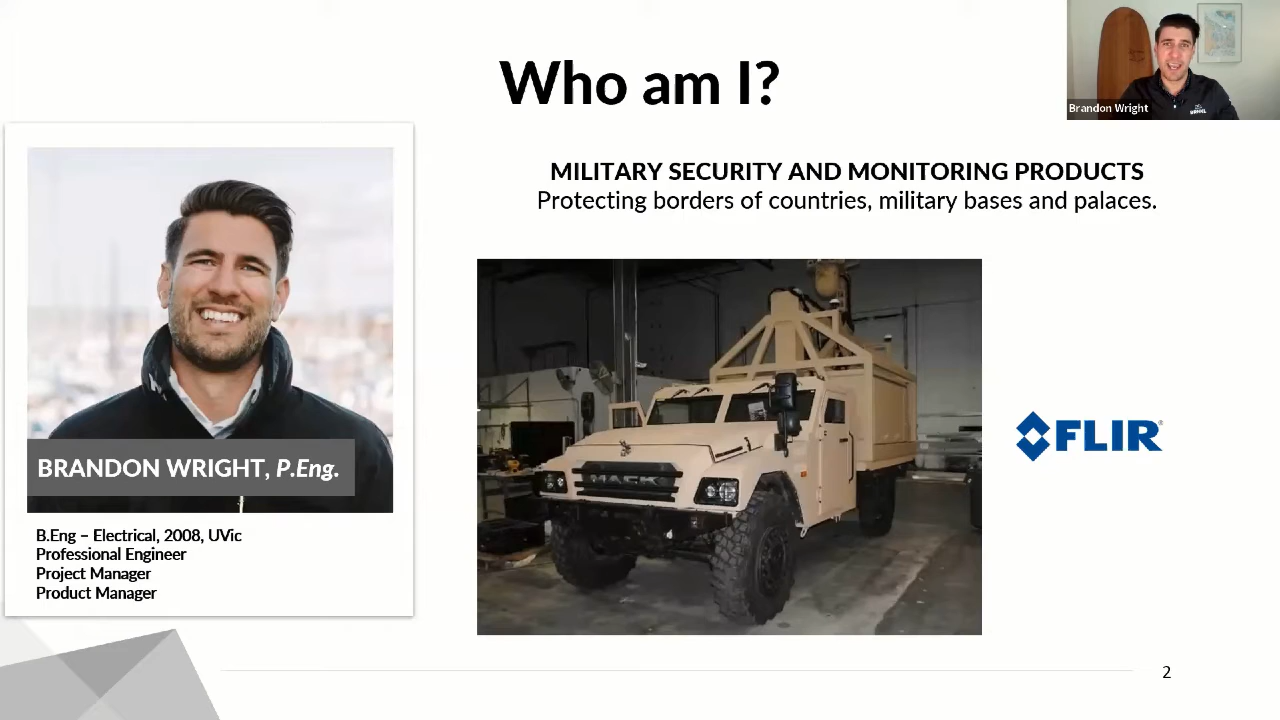 Who am I?
Brandon Wright
MILITARY SECURITY AND MONITORING PRODUCTS
Protecting borders of countries, military bases and palaces.
BRANDON WRIGHT, P.Eng.
B.Eng – Electrical, 2008, UVic
Professional Engineer
Project Manager
Product Manager
MACK
FLIR
2